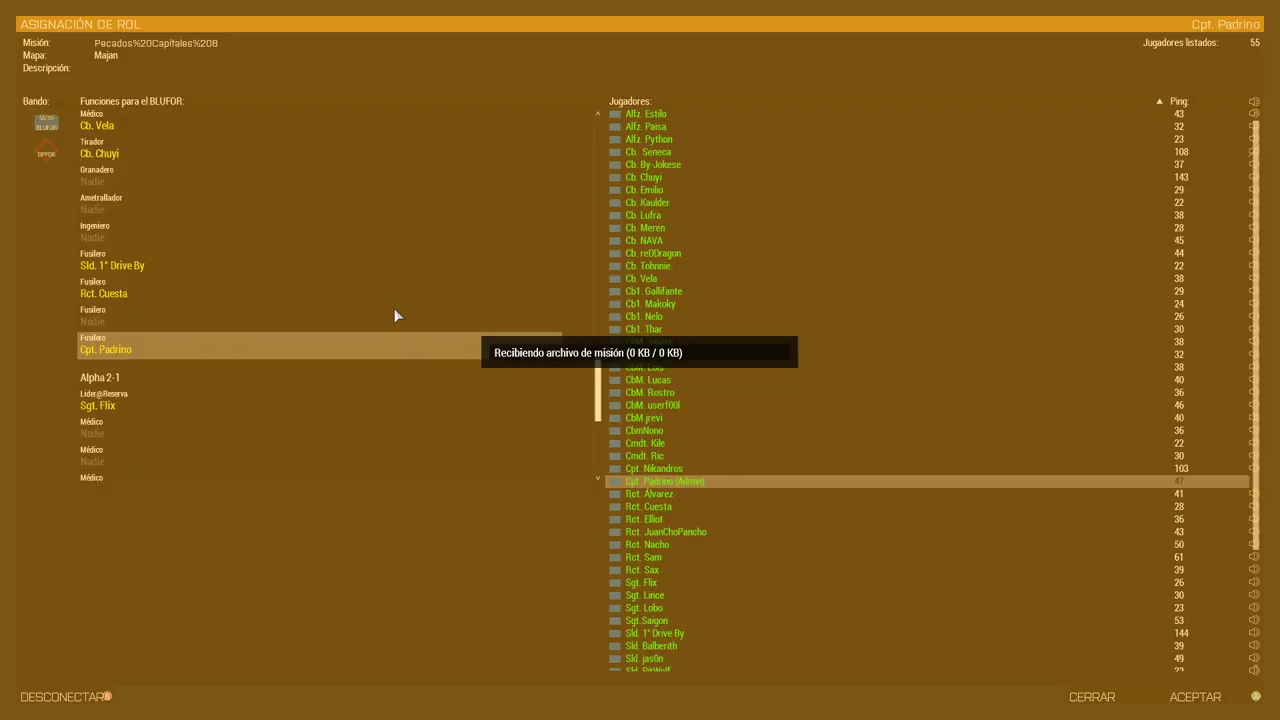 ASIGNACIÓN DE ROL
Cpt. Padrino
Misión: Pecados%20Capitales%208
Jugadores listados: 55
Mapa: Majan
Descripción:
Bando:
55/55
BLUFOR
OPFOR
Funciones para el BLUFOR:
Médico
Cb. Vela
Tirador
Cb. Chuyi
Granadero
Nadie
Ametrallador
Nadie
Ingeniero
Nadie
Fusilero
Sld. 1° Drive By
Fusilero
Rct. Cuesta
Fusilero
Nadie
Fusilero
Cpt. Padrino
Alpha 2-1
Lider@Reserva
Sgt. Flix
Médico
Nadie
Médico
Nadie
Médico
Recibiendo archivo de misión (0 KB / 0 KB)
Jugadores: Ping:
Alfz. Estilo 43
Alfz. Paisa 32
Alfz. Python 23
Cb. Seneca 108
Cb. By-Jokese 37
Cb. Chuyi 143
Cb. Emilio 29
Cb. Kaulder 22
Cb. Lufra 38
Cb. Meren 28
Cb. NAVA 45
Cb. reDDragon 44
Cb. Tohnnie 22
Cb. Vela 38
Cb1. Gallifante 29
Cb1. Makoky 24
Cb1. Nelo 26
Cb1. Thar 30
38
32
38
CbM. Lucas 40
CbM. Rostro 36
CbM. userf00l 46
CbM jrevi 40
CbmNono 36
Cmdt. Kile 22
Cmdt. Ric 30
Cpt. Nikandros 103
Cpt. Padrino (Admin) 47
Rct. Álvarez 41
Rct. Cuesta 28
Rct. Elliot 36
Rct. JuanChoPancho 43
Rct. Nacho 50
Rct. Sam 61
Rct. Sax 39
Sgt. Flix 26
Sgt. Lince 30
Sgt. Lobo 23
Sgt.Saigon 53
Sld. 1° Drive By 144
Sld. Balberith 39
Sld. jas0n 49
DESCONECTAR
CERRAR
ACEPTAR